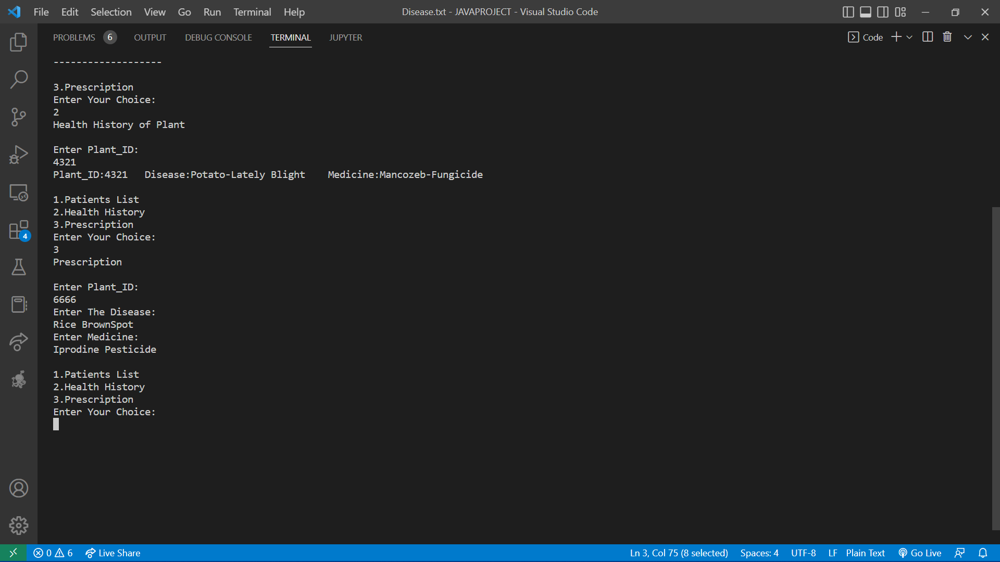 File Edit Selection View Go Run Terminal Help Disease.txt - JAVAPROJECT - Visual Studio Code
PROBLEMS 6 OUTPUT DEBUG CONSOLE TERMINAL JUPYTER Code
-------------------
3.Prescription
Enter Your Choice:
2
Health History of Plant
Enter Plant_ID:
4321
Plant_ID:4321 Disease:Potato-Lately Blight Medicine:Mancozeb-Fungicide
1.Patients List
2.Health History
3.Prescription
Enter Your Choice:
3
Prescription
Enter Plant_ID:
6666
Enter The Disease:
Rice BrownSpot
Enter Medicine:
Iprodine Pesticide
1.Patients List
2.Health History
3.Prescription
Enter Your Choice:
4
0 6 Live Share Ln 3, Col 75 (8 selected) Spaces: 4 UTF-8 LF Plain Text Go Live